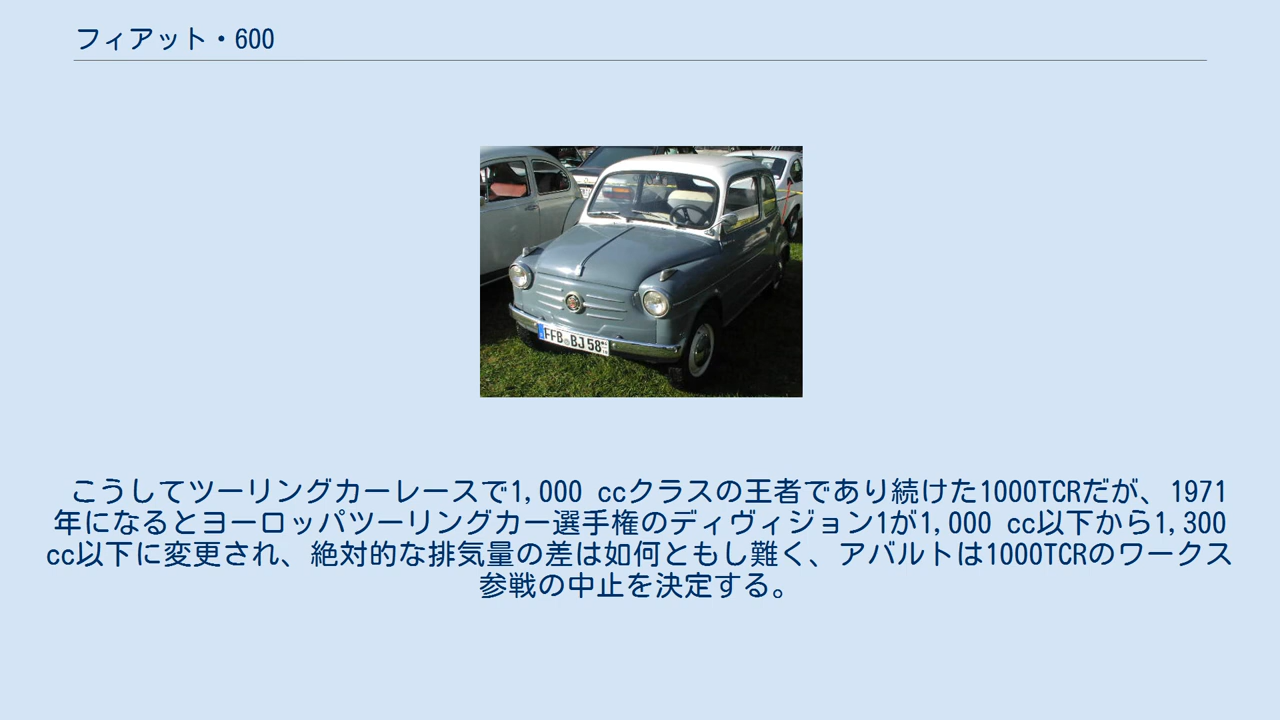 フィアット・600
FFB BJ 58
こうしてツーリングカーレースで1,000 ccクラスの王者であり続けた1000TCRだが、1971
年になるとヨーロッパツーリングカー選手権のディヴィジョン1が1,000 cc以下から1,300
cc以下に変更され、絶対的な排気量の差は如何ともし難く、アバルトは1000TCRのワークス
参戦の中止を決定する。